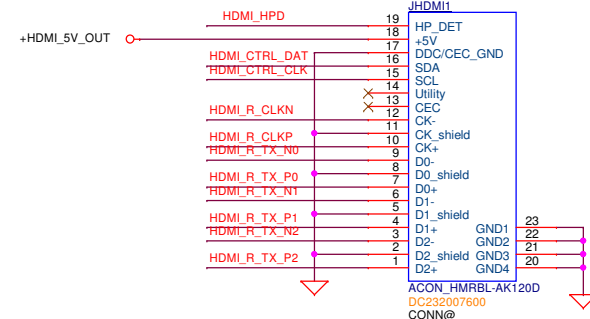 JHDMI1
HDMI_HPD 19 HP_DET
+HDMI_5V_OUT 18 +5V
17 DDC/CEC_GND
HDMI_CTRL_DAT 16 SDA
HDMI_CTRL_CLK 15 SCL
14 Utility
13 CEC
HDMI_R_CLKN 12 CK-
11 CK_shield
HDMI_R_CLKP 10 CK+
HDMI_R_TX_N0 9 D0-
8 D0_shield
HDMI_R_TX_P0 7 D0+
HDMI_R_TX_N1 6 D1-
5 D1_shield
HDMI_R_TX_P1 4 D1+ GND1 23
HDMI_R_TX_N2 3 D2- GND2 22
2 D2_shield GND3 21
HDMI_R_TX_P2 1 D2+ GND4 20
ACON_HMRBL-AK120D
DC232007600
CONN@